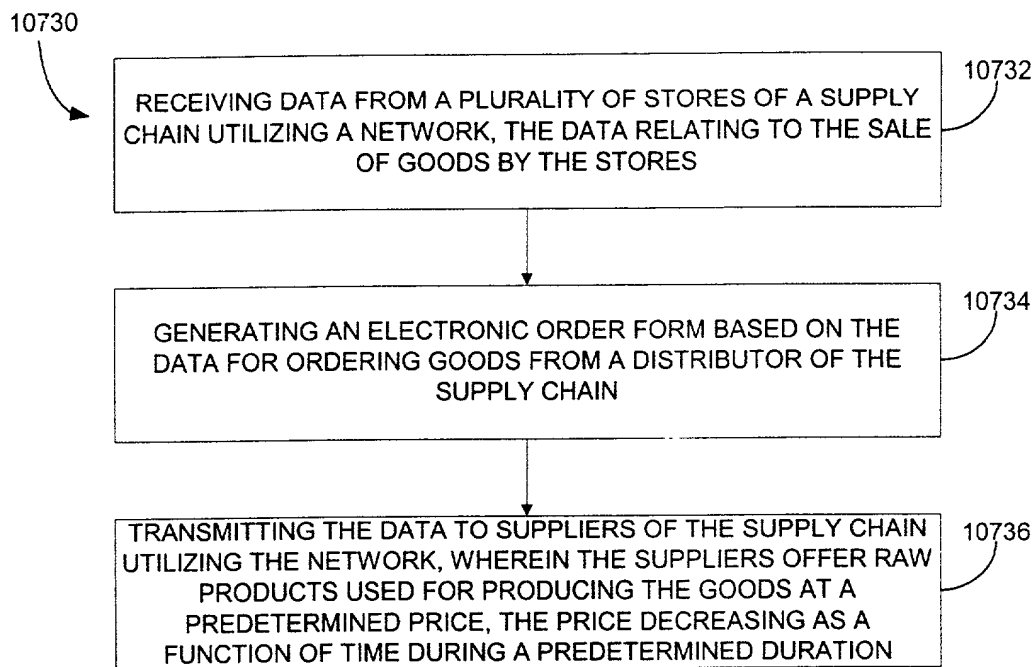 10730
10732
RECEIVING DATA FROM A PLURALITY OF STORES OF A SUPPLY
CHAIN UTILIZING A NETWORK, THE DATA RELATING TO THE SALE
OF GOODS BY THE STORES
10734
GENERATING AN ELECTRONIC ORDER FORM BASED ON THE
DATA FOR ORDERING GOODS FROM A DISTRIBUTOR OF THE
SUPPLY CHAIN
10736
TRANSMITTING THE DATA TO SUPPLIERS OF THE SUPPLY CHAIN
UTILIZING THE NETWORK, WHEREIN THE SUPPLIERS OFFER RAW
PRODUCTS USED FOR PRODUCING THE GOODS AT A
PREDETERMINED PRICE, THE PRICE DECREASING AS A
FUNCTION OF TIME DURING A PREDETERMINED DURATION